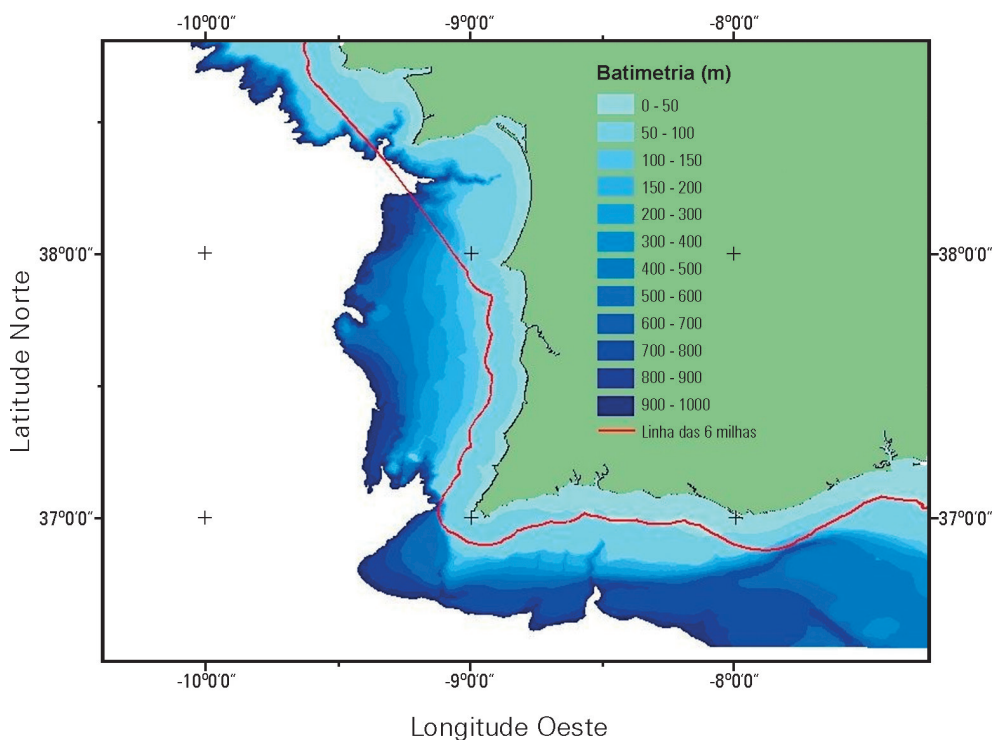 -10º0'0'' -9º0'0'' -8º0'0''
Batimetria (m)
0 - 50
50 - 100
100 - 150
150 - 200
200 - 300
300 - 400
400 - 500
500 - 600
600 - 700
700 - 800
800 - 900
900 - 1000
Linha das 6 milhas
38º0'0'' 38º0'0''
37º0'0'' 37º0'0''
Latitude Norte
-10º0'0'' -9º0'0'' -8º0'0''
Longitude Oeste